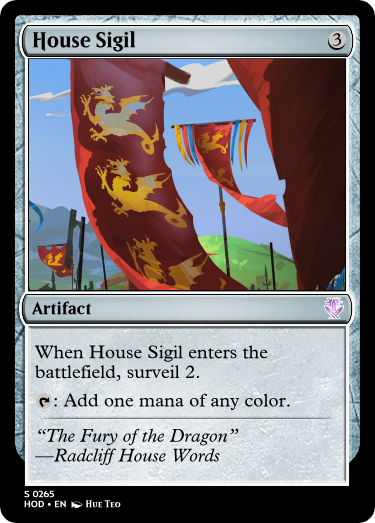 House Sigil 3
Artifact
When House Sigil enters the
battlefield, surveil 2.
: Add one mana of any color.
“The Fury of the Dragon”
—Radcliff House Words
S 0265
HOD • EN Hue Teo